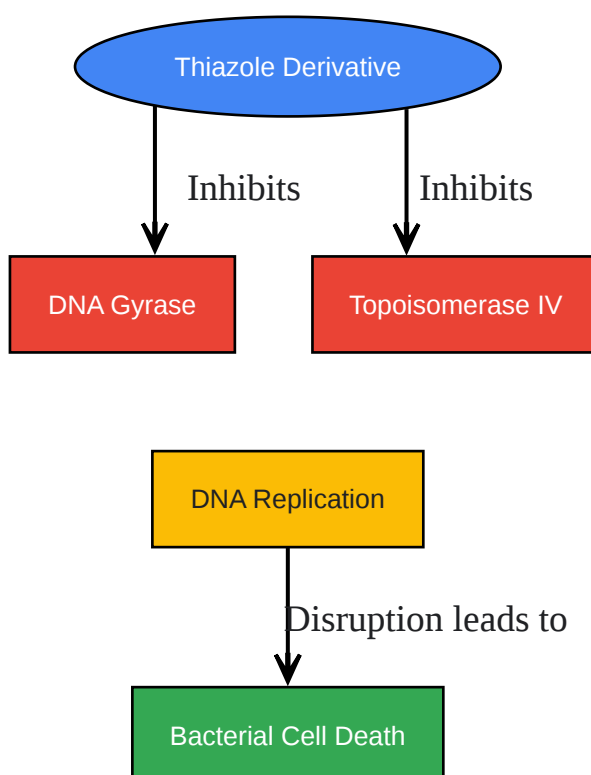 Thiazole Derivative
Inhibits
Inhibits
DNA Gyrase
Topoisomerase IV
DNA Replication
Disruption leads to
Bacterial Cell Death